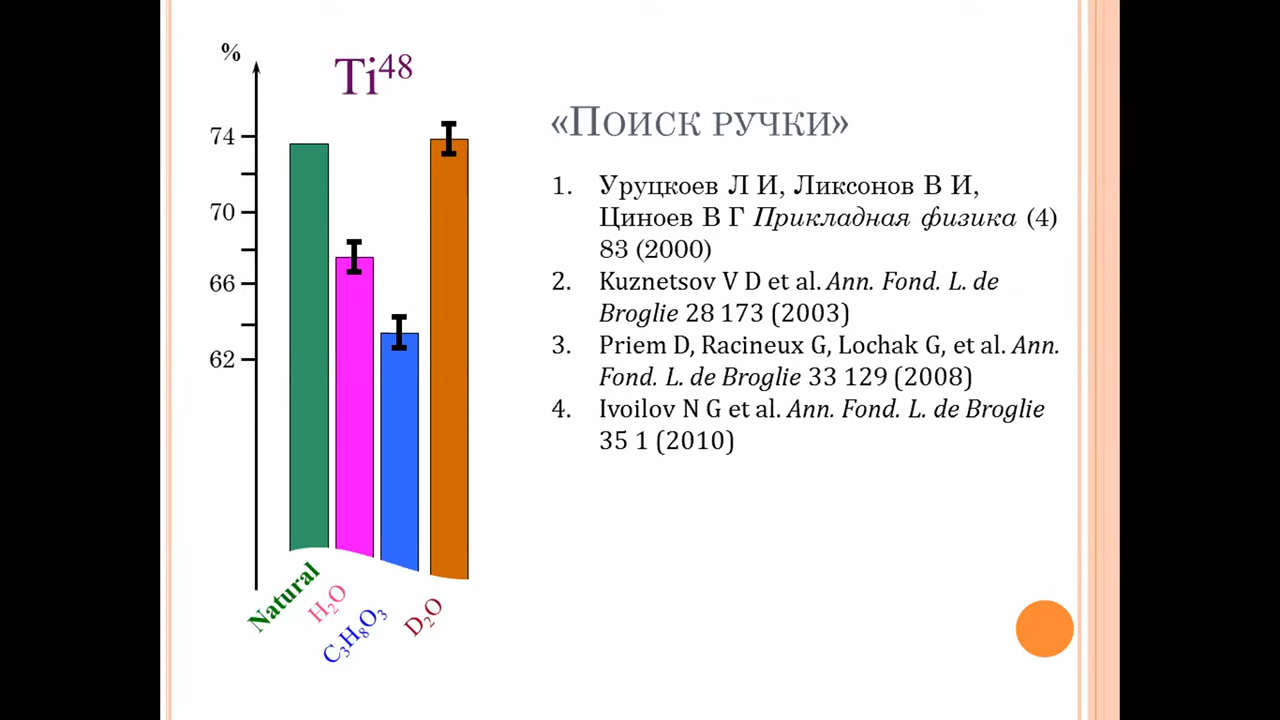 %
Ti⁴⁸
74
70
66
62
Natural
H₂O
C₃H₈O₃
D₂O
«Поиск ручки»
1. Уруцкоев Л И, Ликсонов В И,
Циноев В Г Прикладная физика (4)
83 (2000)
2. Kuznetsov V D et al. Ann. Fond. L. de
Broglie 28 173 (2003)
3. Priem D, Racineux G, Lochak G, et al. Ann.
Fond. L. de Broglie 33 129 (2008)
4. Ivoilov N G et al. Ann. Fond. L. de Broglie
35 1 (2010)